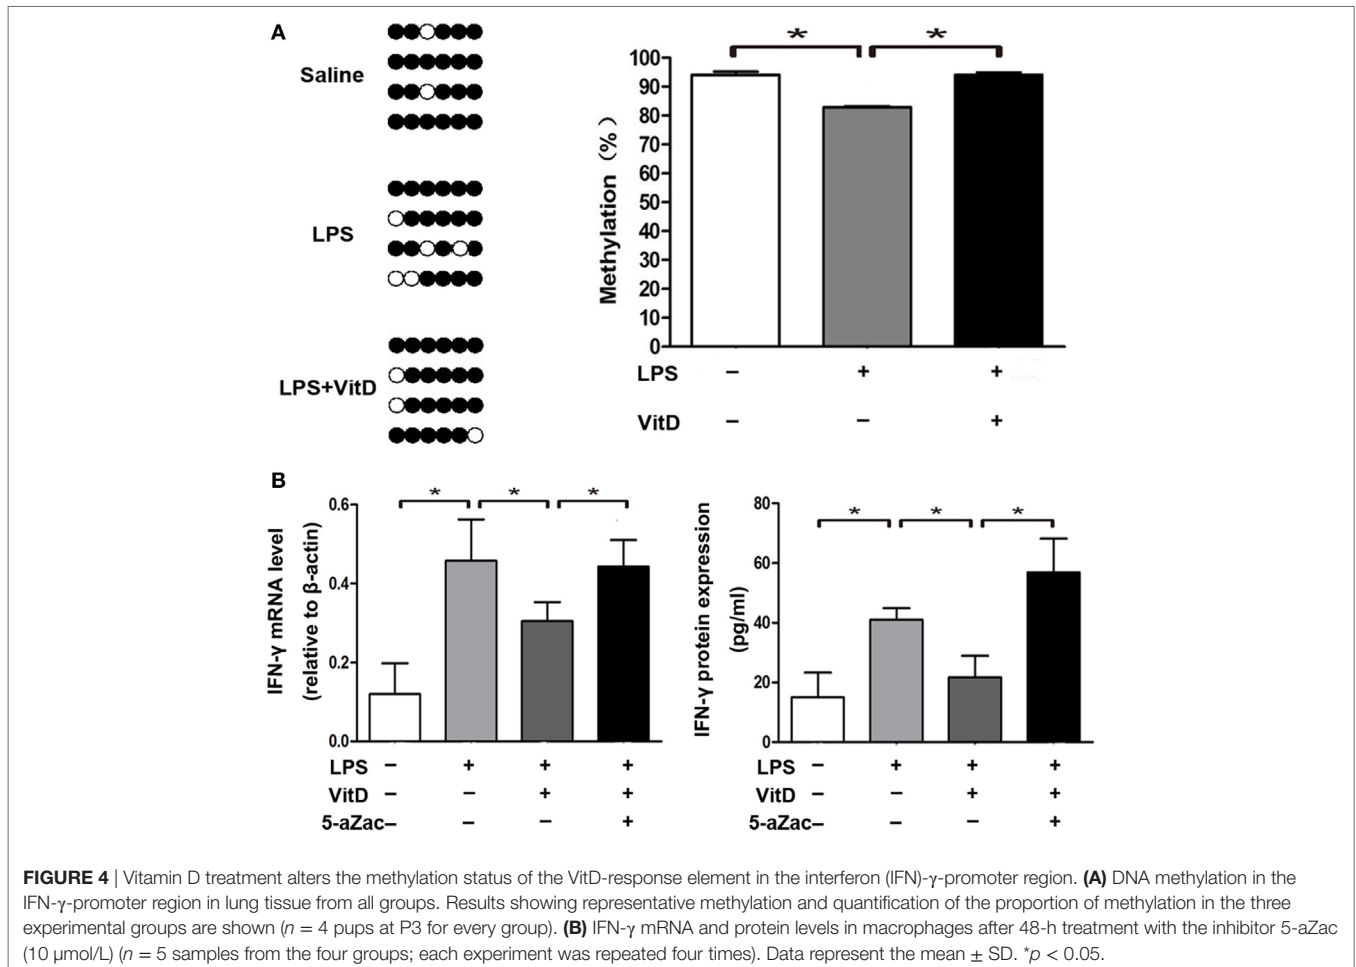 A
Saline
LPS
LPS+VitD
* *
100
90
80
70
60
50
40
30
20
10
0
Methylation (%)
LPS – + +
VitD – – +
B
* * *
0.6
0.4
0.2
0.0
IFN-γ mRNA level
(relative to β-actin)
LPS – + + +
VitD – – + +
5-aZac– – – +
* * *
80
60
40
20
0
IFN-γ protein expression
(pg/ml)
LPS – + + +
VitD – – + +
5-aZac– – – +
FIGURE 4 | Vitamin D treatment alters the methylation status of the VitD-response element in the interferon (IFN)-γ-promoter region. (A) DNA methylation in the
IFN-γ-promoter region in lung tissue from all groups. Results showing representative methylation and quantification of the proportion of methylation in the three
experimental groups are shown (n = 4 pups at P3 for every group). (B) IFN-γ mRNA and protein levels in macrophages after 48-h treatment with the inhibitor 5-aZac
(10 μmol/L) (n = 5 samples from the four groups; each experiment was repeated four times). Data represent the mean ± SD. *p < 0.05.